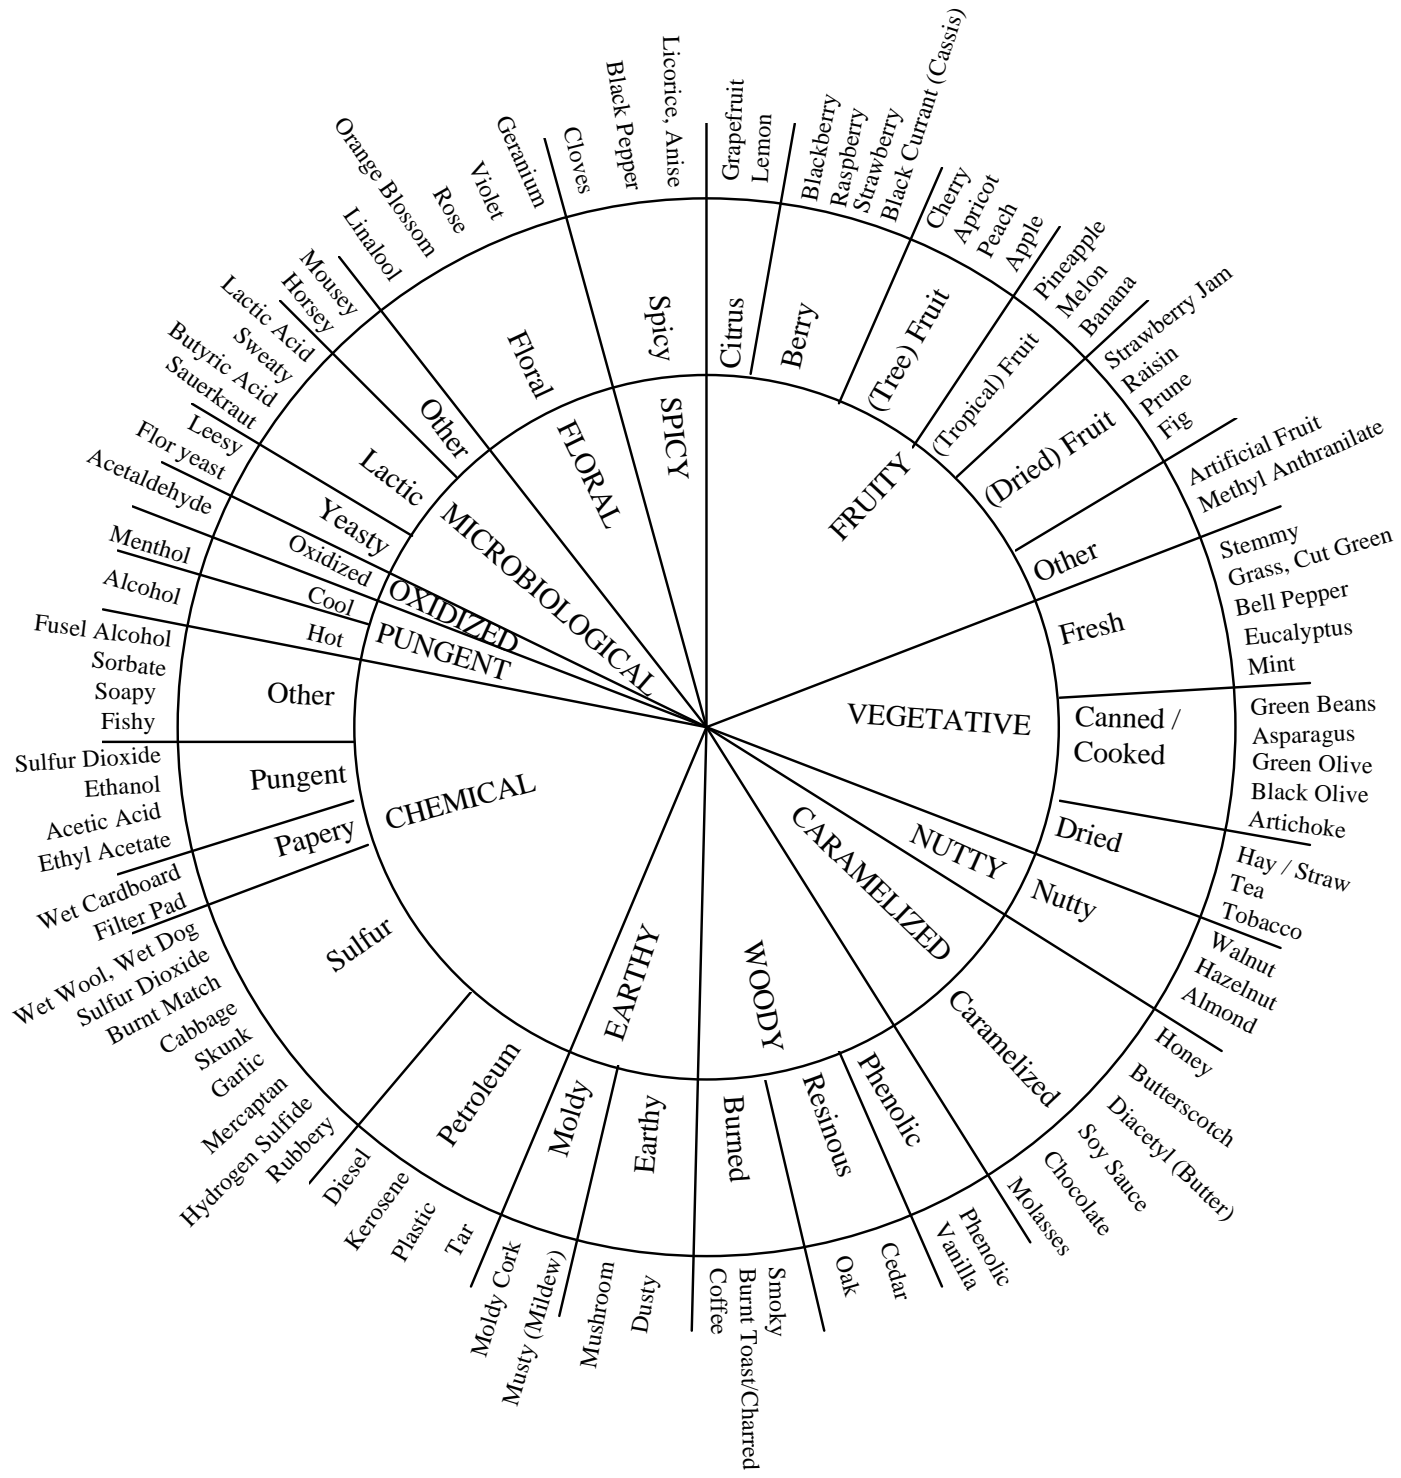 FRUITY
Citrus
Grapefruit
Lemon
Berry
Blackberry
Raspberry
Strawberry
Black Currant (Cassis)
(Tree) Fruit
Cherry
Apricot
Peach
Apple
(Tropical) Fruit
Pineapple
Melon
Banana
(Dried) Fruit
Strawberry Jam
Raisin
Prune
Fig
Other
Artificial Fruit
Methyl Anthranilate
VEGETATIVE
Fresh
Stemmy
Grass, Cut Green
Bell Pepper
Eucalyptus
Mint
Canned /
Cooked
Green Beans
Asparagus
Green Olive
Black Olive
Artichoke
Dried
Hay / Straw
Tea
Tobacco
NUTTY
Nutty
Walnut
Hazelnut
Almond
CARAMELIZED
Caramelized
Honey
Butterscotch
Diacetyl (Butter)
Soy Sauce
Chocolate
Molasses
WOODY
Phenolic
Phenolic
Vanilla
Resinous
Cedar
Oak
Burned
Smoky
Burnt Toast/Charred
Coffee
EARTHY
Earthy
Dusty
Mushroom
Moldy
Musty (Mildew)
Moldy Cork
CHEMICAL
Petroleum
Tar
Plastic
Kerosene
Diesel
Sulfur
Rubbery
Hydrogen Sulfide
Mercaptan
Garlic
Skunk
Cabbage
Burnt Match
Sulfur Dioxide
Wet Wool, Wet Dog
Papery
Filter Pad
Wet Cardboard
Pungent
Ethyl Acetate
Acetic Acid
Ethanol
Sulfur Dioxide
Other
Fishy
Soapy
Sorbate
Fusel Alcohol
PUNGENT
Hot
Alcohol
Cool
Menthol
OXIDIZED
Oxidized
Acetaldehyde
MICROBIOLOGICAL
Yeasty
Flor yeast
Leesy
Lactic
Sauerkraut
Butyric Acid
Sweaty
Lactic Acid
Other
Horsey
Mousey
FLORAL
Floral
Linalool
Orange Blossom
Rose
Violet
Geranium
SPICY
Spicy
Cloves
Black Pepper
Licorice, Anise